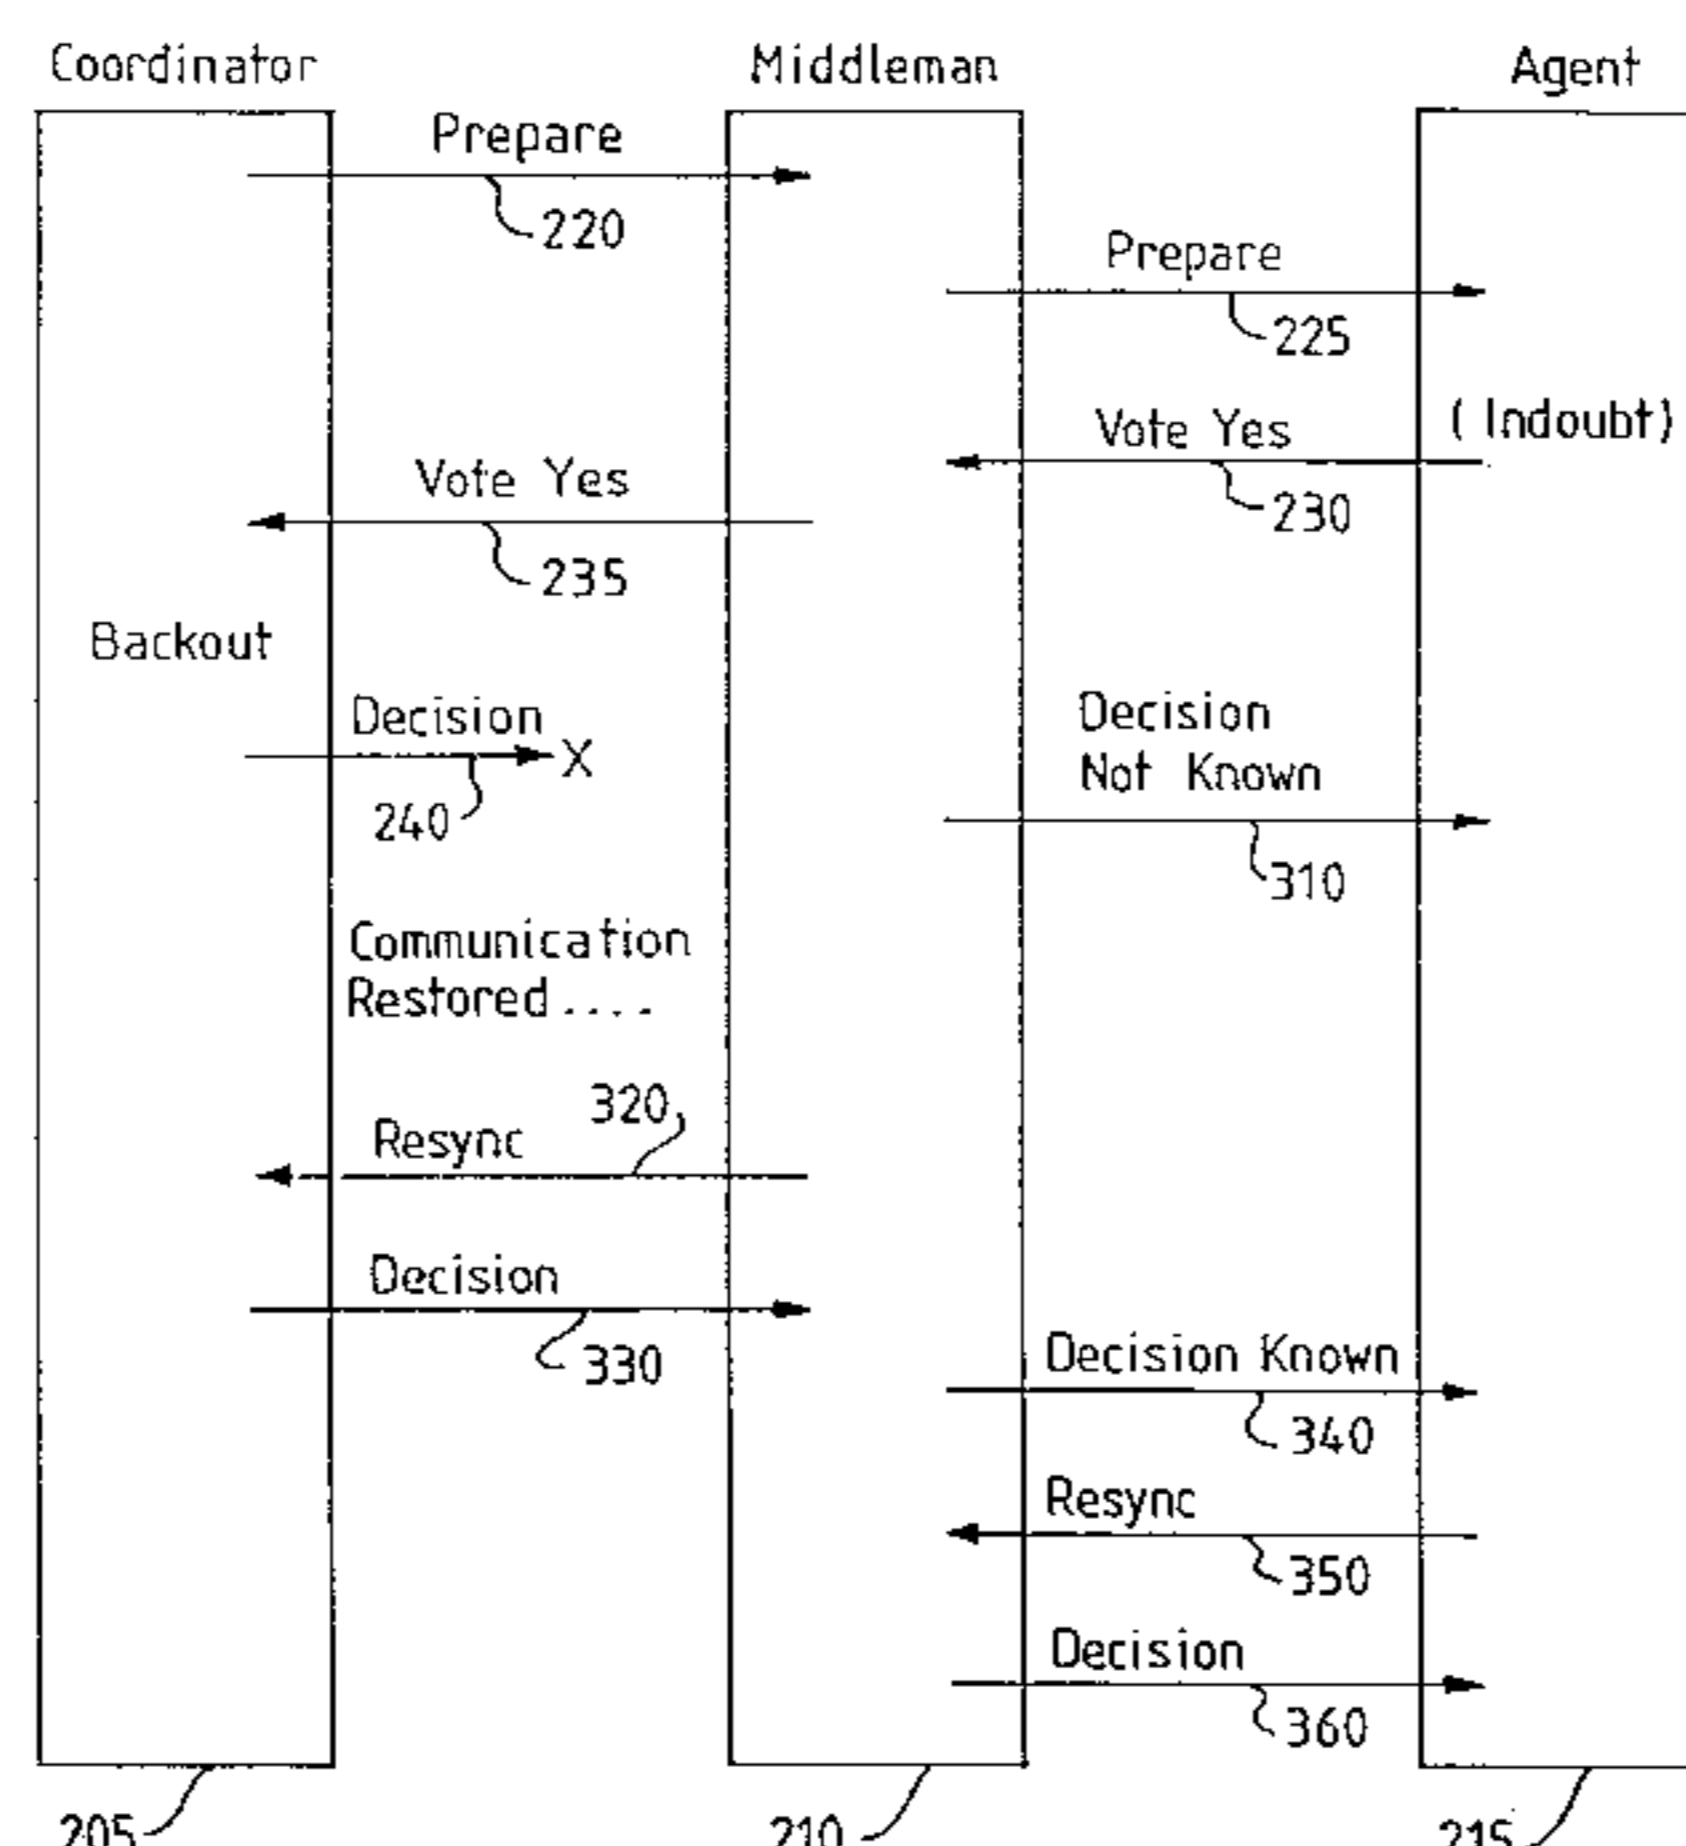 Coordinator Middleman Agent
Prepare
220
Prepare
225
(Indoubt)
Vote Yes
230
Vote Yes
235
Backout
Decision
X
240
Decision
Not Known
310
Communication
Restored ....
320
Resync
Decision
330
Decision Known
340
Resync
350
Decision
360
205 210 215